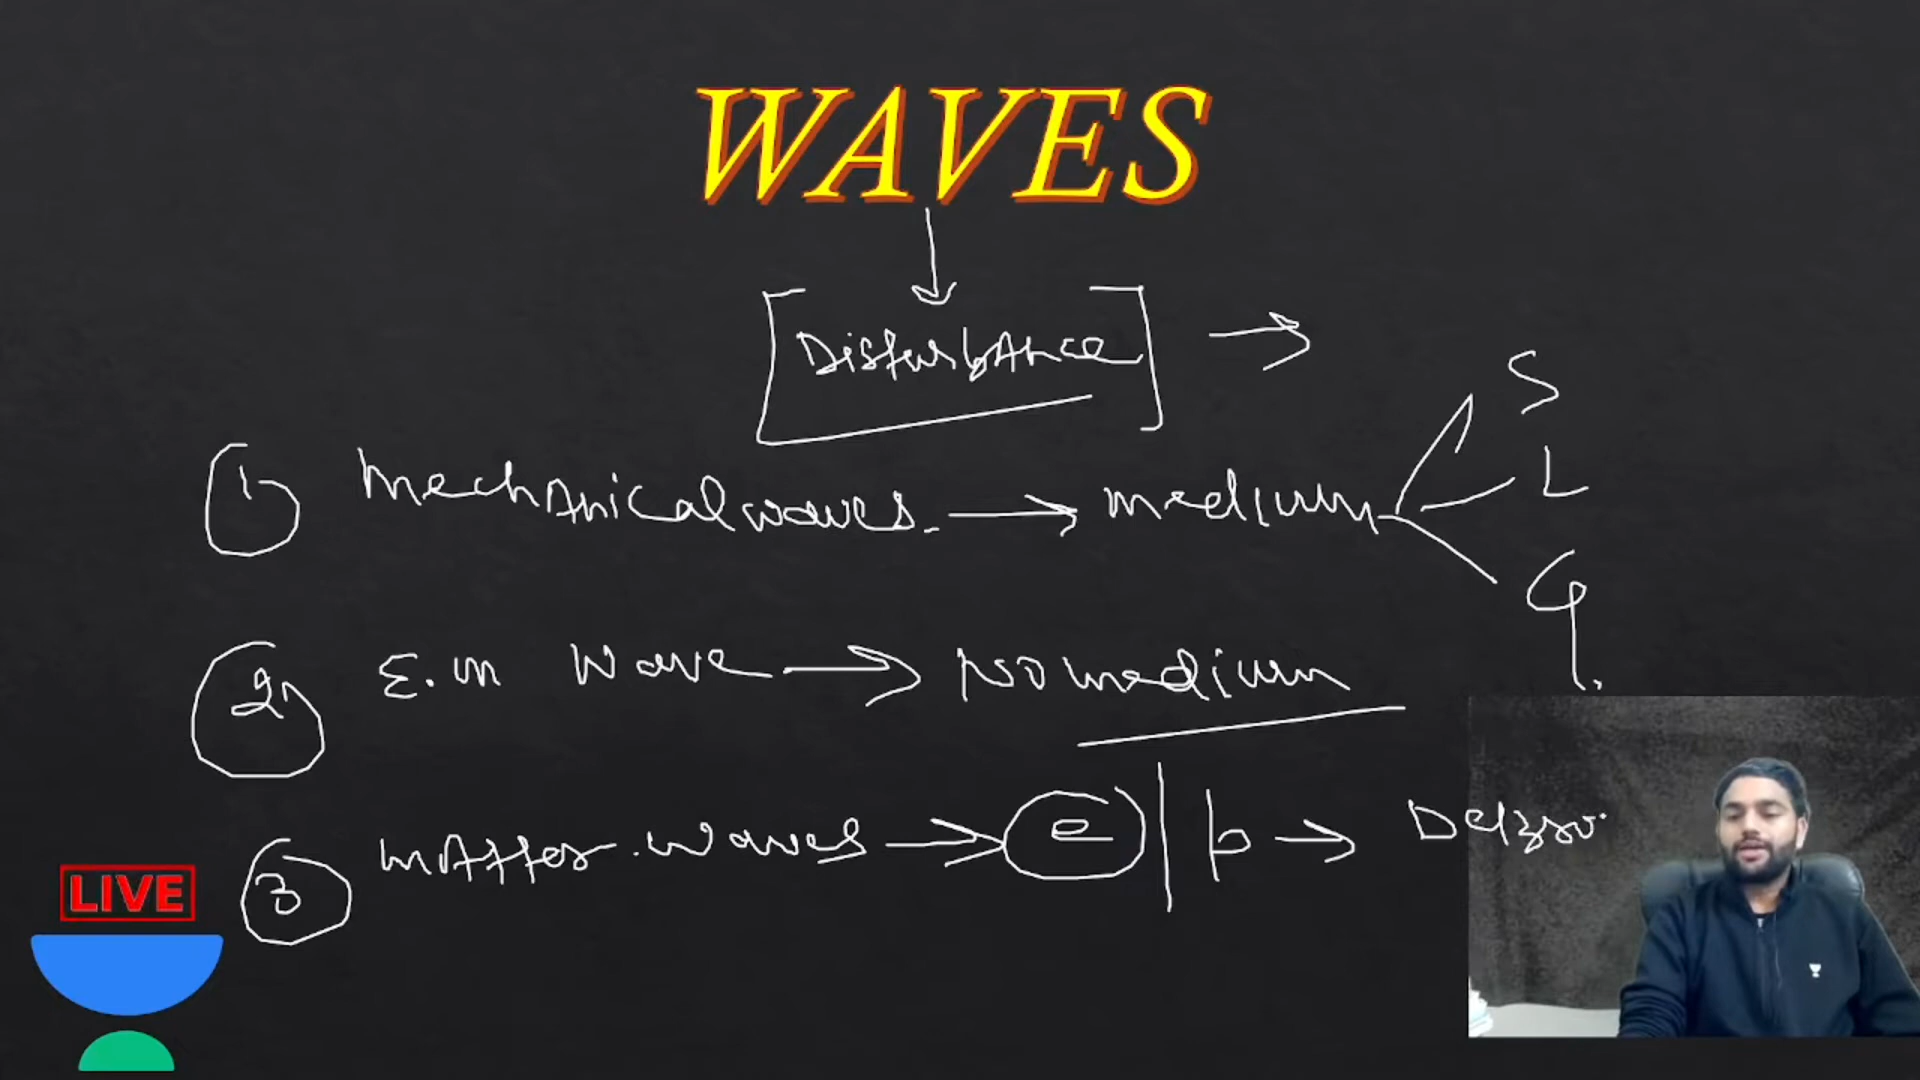 WAVES
Disturbance →
① Mechanical waves. → medium S L G
② E.m wave → No medium
③ matter waves → e | p →
LIVE